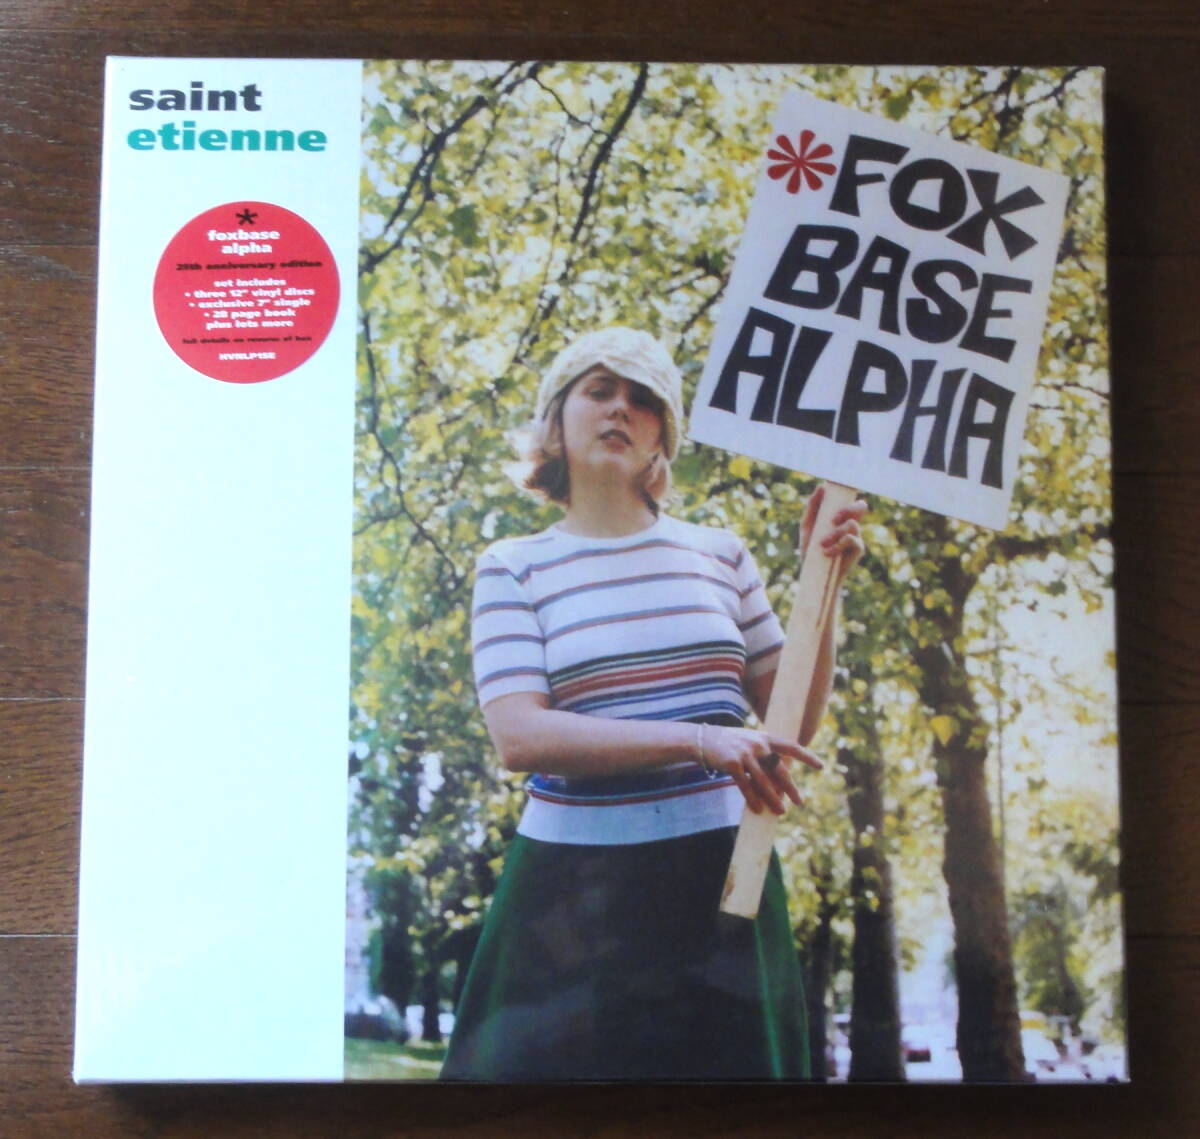 saint
etienne
foxbase
alpha
25th anniversary edition
set includes
• three 12" vinyl discs
• exclusive 7" single
• 28 page book
plus lots more
full details on reverse of box
HVNLP1SE
*FOX
BASE
ALPHA